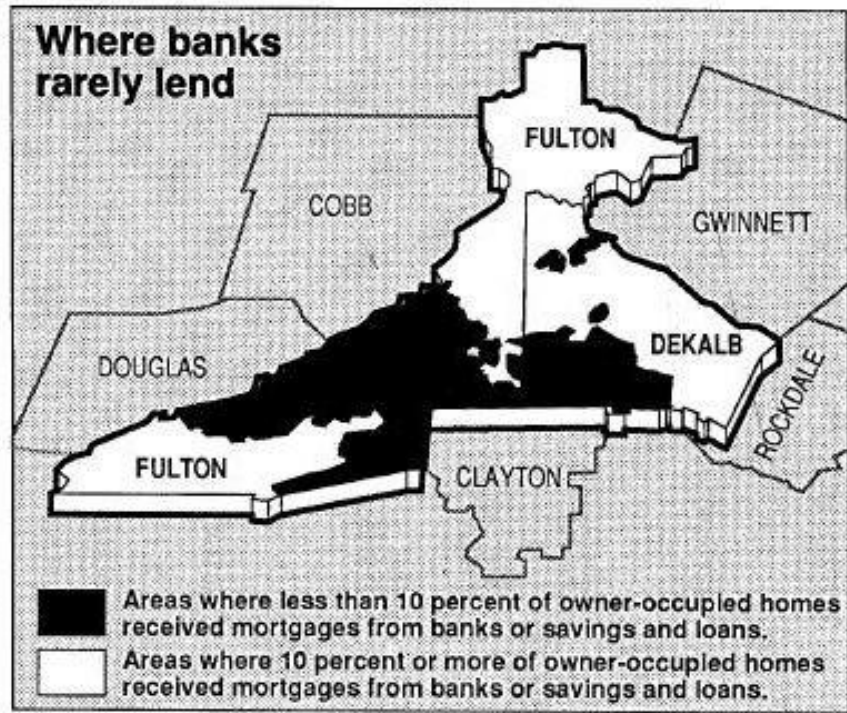 Where banks
rarely lend
FULTON
COBB
GWINNETT
DOUGLAS
DEKALB
ROCKDALE
FULTON
CLAYTON
Areas where less than 10 percent of owner-occupied homes
received mortgages from banks or savings and loans.
Areas where 10 percent or more of owner-occupied homes
received mortgages from banks or savings and loans.